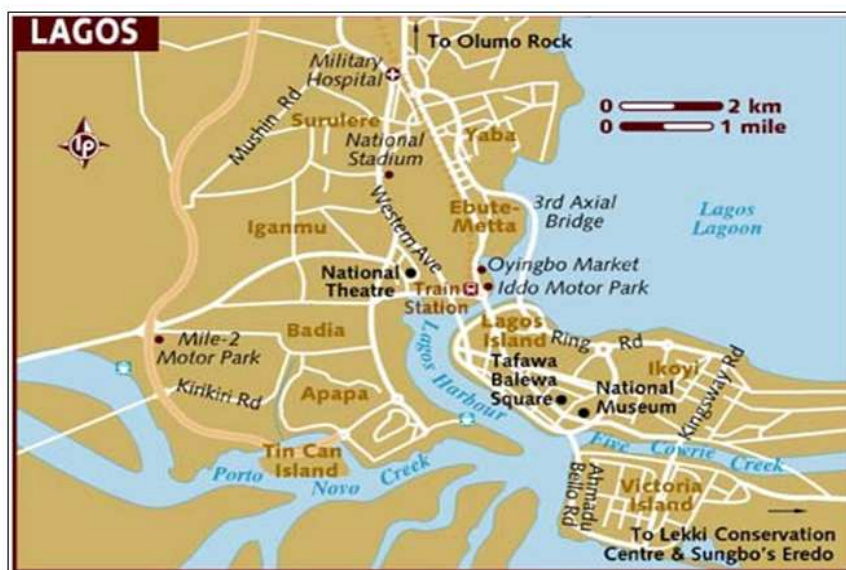 LAGOS
To Olumo Rock
Military
Hospital
0 2 km
0 1 mile
Mushin Rd
Surulere
Yaba
lp
National
Stadium
3rd Axial
Bridge
Lagos
Lagoon
Ebute-
Metta
Western Ave
Iganmu
Oyingbo Market
National
Theatre
Train
Station
Iddo Motor Park
Lagos
Island
Ring Rd
Badia
Mile-2
Motor Park
Lagos Harbour
Tafawa
Balewa
Square
Ikoyi
National
Museum
Kingsway Rd
Kirikiri Rd
Apapa
Five Cowrie Creek
Tin Can
Island
Porto Novo Creek
Ahmadu
Bello Rd
Victoria
Island
To Lekki Conservation
Centre & Sungbo's Eredo